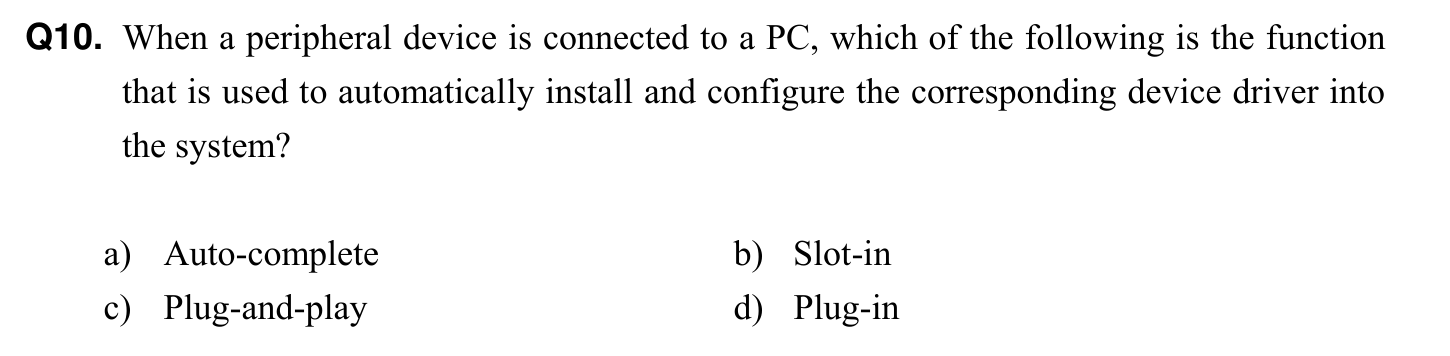 Q10. When a peripheral device is connected to a PC, which of the following is the function
that is used to automatically install and configure the corresponding device driver into
the system?
a) Auto-complete b) Slot-in
c) Plug-and-play d) Plug-in